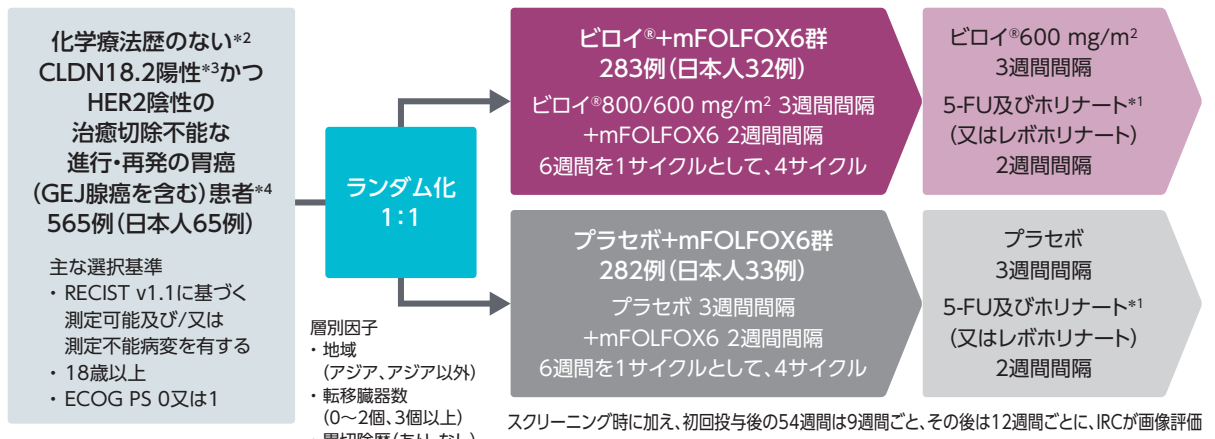 化学療法歴のない*2
CLDN18.2陽性*3かつ
HER2陰性の
治癒切除不能な
進行・再発の胃癌
(GEJ腺癌を含む)患者*4
565例(日本人65例)
主な選択基準
・RECIST v1.1に基づく
測定可能及び/又は
測定不能病変を有する
・18歳以上
・ECOG PS 0又は1
ランダム化
1:1
層別因子
・地域
(アジア、アジア以外)
・転移臓器数
(0〜2個、3個以上)
ビロイ®+mFOLFOX6群
283例(日本人32例)
ビロイ®800/600 mg/m2 3週間間隔
+mFOLFOX6 2週間間隔
6週間を1サイクルとして、4サイクル
ビロイ®600 mg/m2
3週間間隔
5-FU及びホリナート*1
(又はレボホリナート)
2週間間隔
プラセボ+mFOLFOX6群
282例(日本人33例)
プラセボ 3週間間隔
+mFOLFOX6 2週間間隔
6週間を1サイクルとして、4サイクル
プラセボ
3週間間隔
5-FU及びホリナート*1
(又はレボホリナート)
2週間間隔
スクリーニング時に加え、初回投与後の54週間は9週間ごと、その後は12週間ごとに、IRCが画像評価